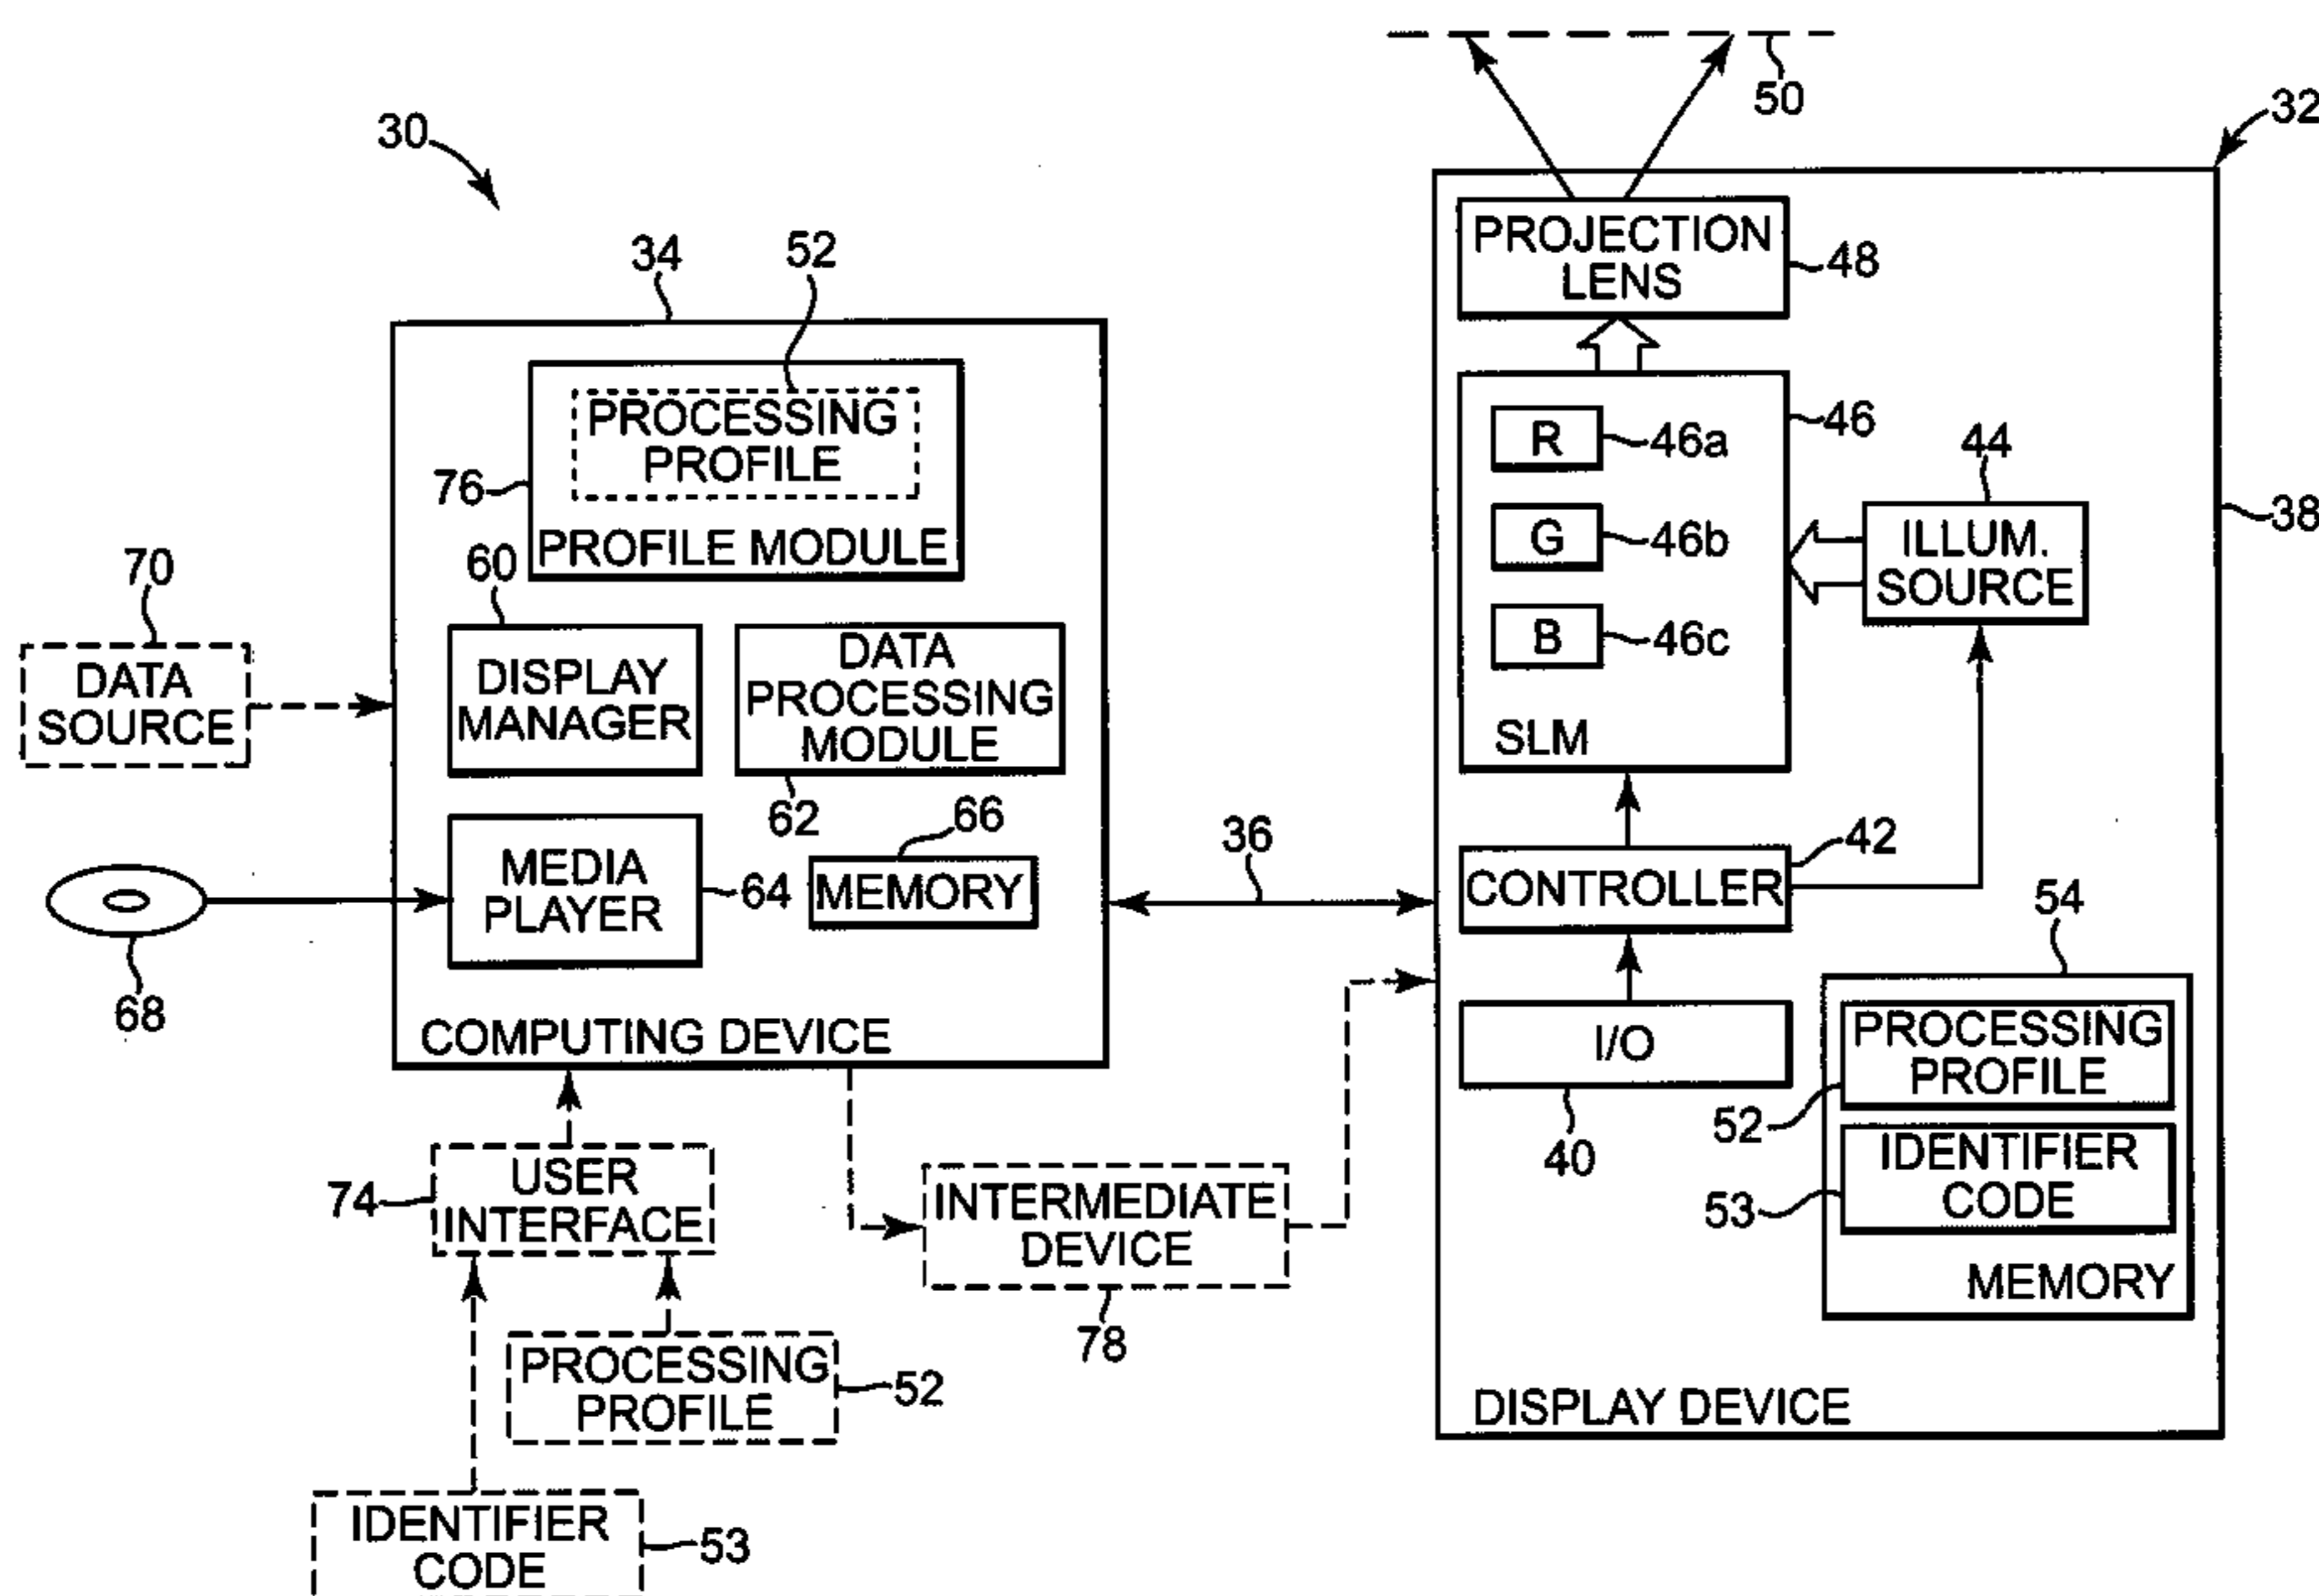 50
32
30
PROJECTION
LENS
48
34
52
PROCESSING
PROFILE
76
PROFILE MODULE
46
R
46a
G
46b
B
46c
SLM
44
ILLUM.
SOURCE
38
70
DATA
SOURCE
60
DISPLAY
MANAGER
DATA
PROCESSING
MODULE
62
MEDIA
PLAYER
64
66
MEMORY
68
COMPUTING DEVICE
36
42
CONTROLLER
I/O
40
54
PROCESSING
PROFILE
52
IDENTIFIER
CODE
53
MEMORY
DISPLAY DEVICE
74
USER
INTERFACE
INTERMEDIATE
DEVICE
78
PROCESSING
PROFILE
52
IDENTIFIER
CODE
53